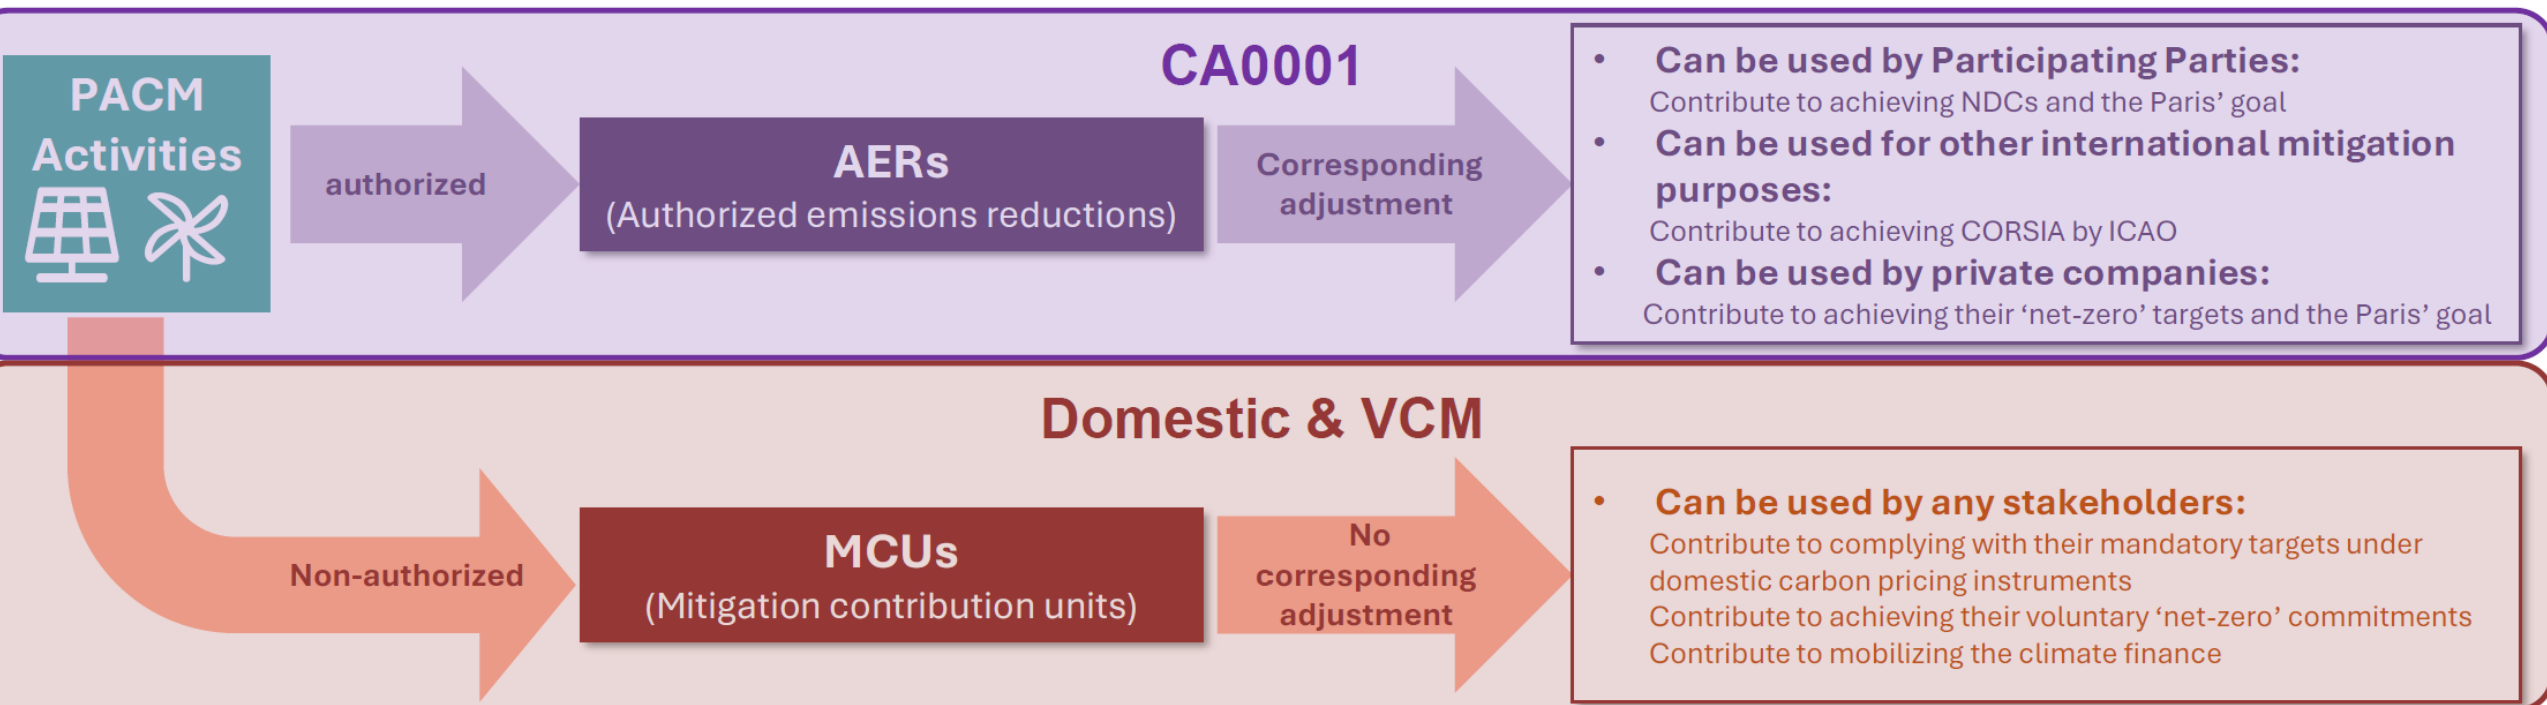 PACM
Activities
authorized
CA0001
AERs
(Authorized emissions reductions)
Corresponding
adjustment
• Can be used by Participating Parties:
Contribute to achieving NDCs and the Paris’ goal
• Can be used for other international mitigation
purposes:
Contribute to achieving CORSIA by ICAO
• Can be used by private companies:
Contribute to achieving their ‘net-zero’ targets and the Paris’ goal
Domestic & VCM
Non-authorized
MCUs
(Mitigation contribution units)
No
corresponding
adjustment
• Can be used by any stakeholders:
Contribute to complying with their mandatory targets under
domestic carbon pricing instruments
Contribute to achieving their voluntary ‘net-zero’ commitments
Contribute to mobilizing the climate finance